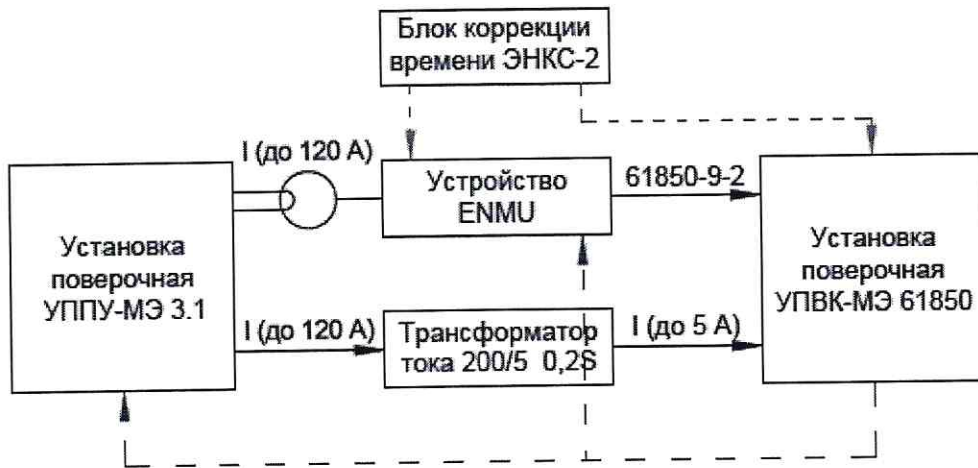 Блок коррекции
времени ЭНКС-2
I (до 120 А)
Устройство
ENMU
61850-9-2
Установка
поверочная
УППУ-МЭ 3.1
Установка
поверочная
УПВК-МЭ 61850
I (до 120 А)
Трансформатор
тока 200/5 0,2S
I (до 5 А)